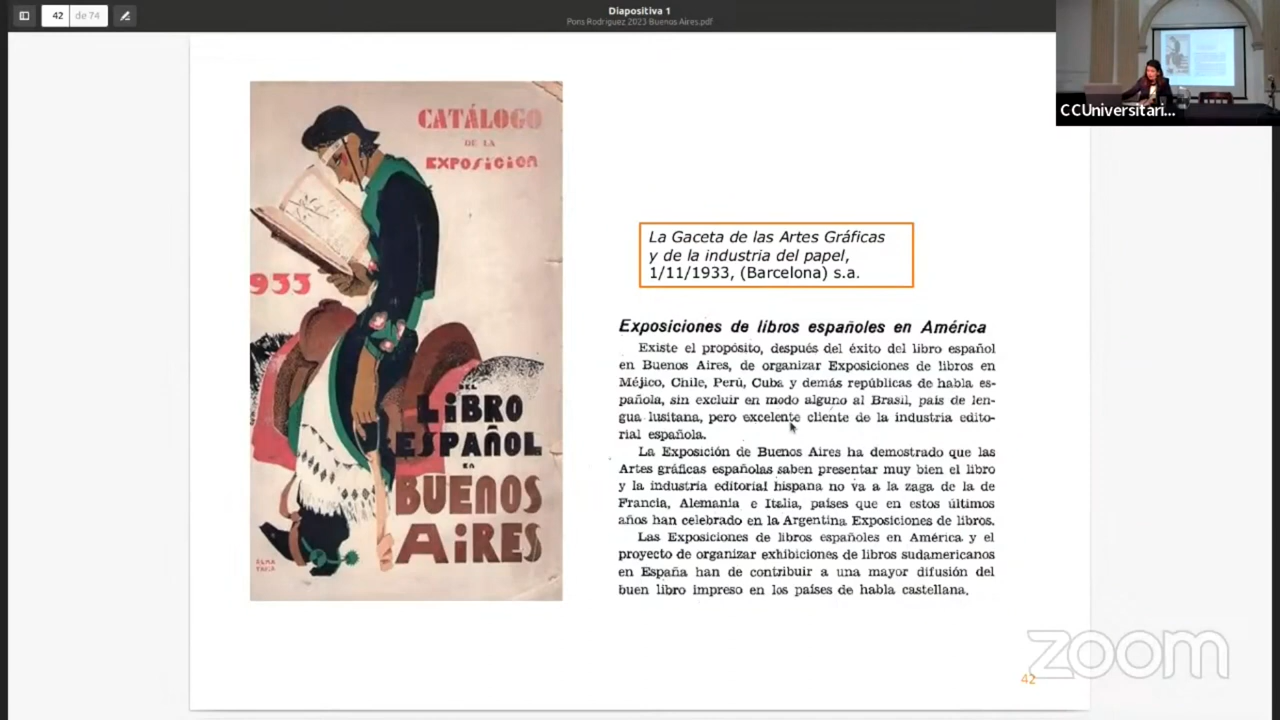 42
de 74
Diapositiva 1
Pons Rodriguez 2023 Buenos Aires.pdf
CCUniversitari...
CATÁLOGO
DE LA
EXPOSICION
1933
DEL
LIBRO
ESPAÑOL
EN
BUENOS
AIRES
La Gaceta de las Artes Gráficas
y de la industria del papel,
1/11/1933, (Barcelona) s.a.
Exposiciones de libros españoles en América
Existe el propósito, después del éxito del libro español
en Buenos Aires, de organizar Exposiciones de libros en
Méjico, Chile, Perú, Cuba y demás repúblicas de habla es-
pañola, sin excluir en modo alguno al Brasil, país de len-
gua lusitana, pero excelente cliente de la industria edito-
rial española.
La Exposición de Buenos Aires ha demostrado que las
Artes gráficas españolas saben presentar muy bien el libro
y la industria editorial hispana no va a la zaga de la de
Francia, Alemania e Italia, países que en estos últimos
años han celebrado en la Argentina Exposiciones de libros.
Las Exposiciones de libros españoles en América y el
proyecto de organizar exhibiciones de libros sudamericanos
en España han de contribuir a una mayor difusión del
buen libro impreso en los países de habla castellana.
zoom
42